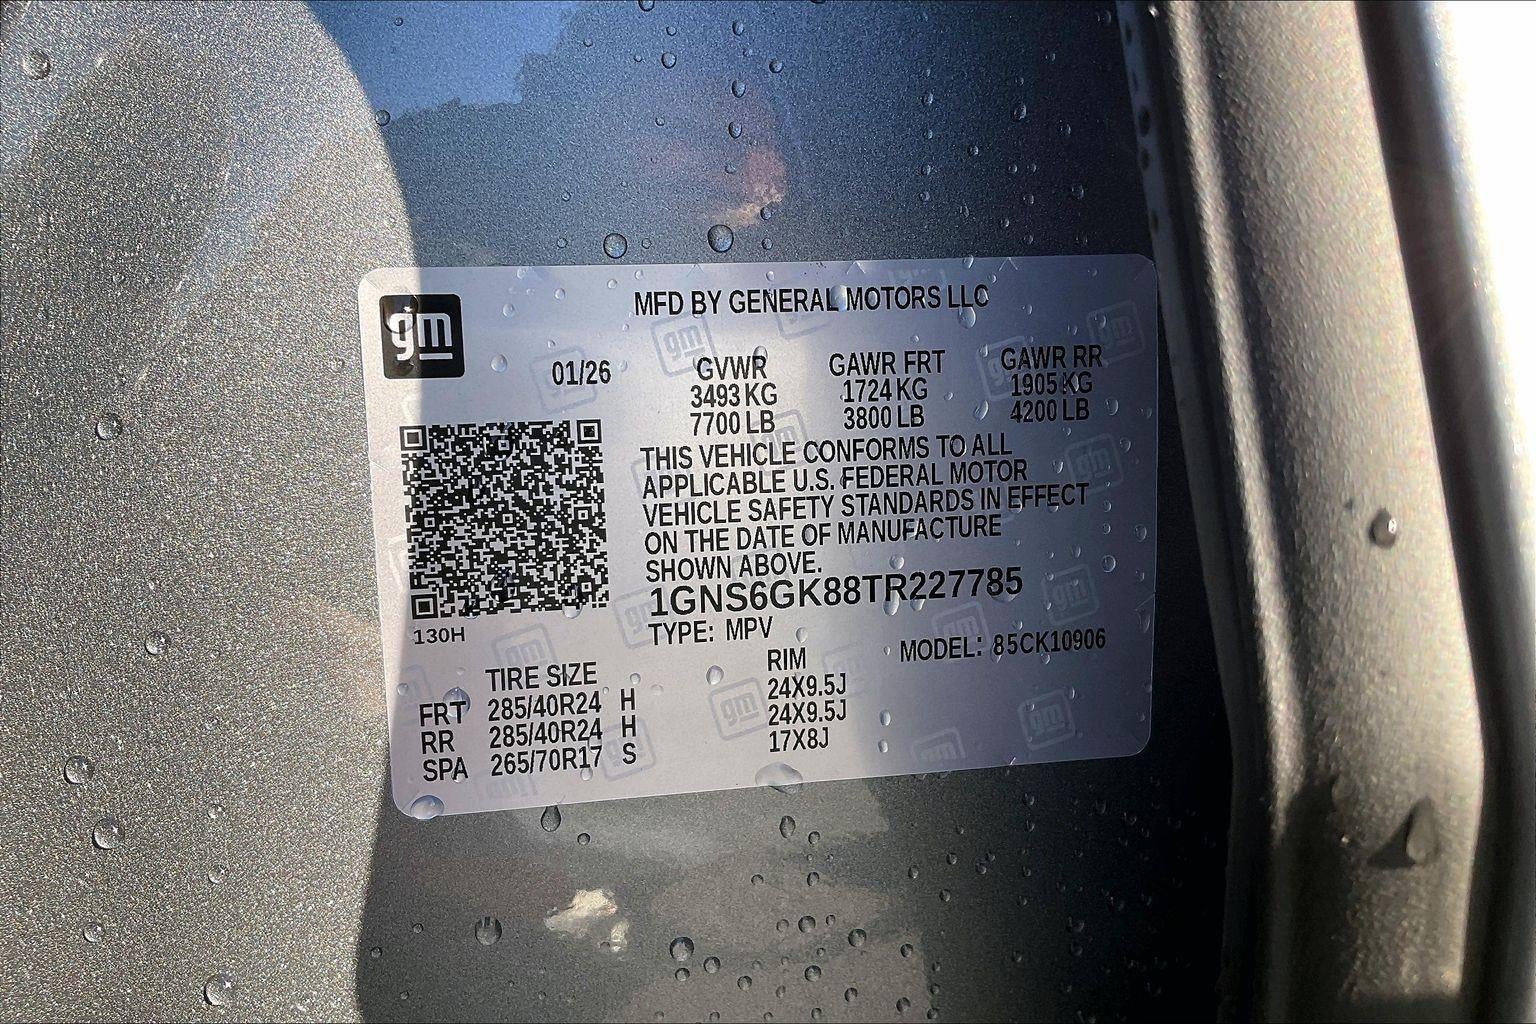 gm
MFD BY GENERAL MOTORS LLC
01/26
GVWR GAWR FRT GAWR RR
3493 KG 1724 KG 1905 KG
7700 LB 3800 LB 4200 LB
THIS VEHICLE CONFORMS TO ALL
APPLICABLE U.S. FEDERAL MOTOR
VEHICLE SAFETY STANDARDS IN EFFECT
ON THE DATE OF MANUFACTURE
SHOWN ABOVE.
1GNS6GK88TR227785
130H
TYPE: MPV
MODEL: 85CK10906
TIRE SIZE RIM
FRT 285/40R24 H 24X9.5J
RR 285/40R24 H 24X9.5J
SPA 265/70R17 S 17X8J